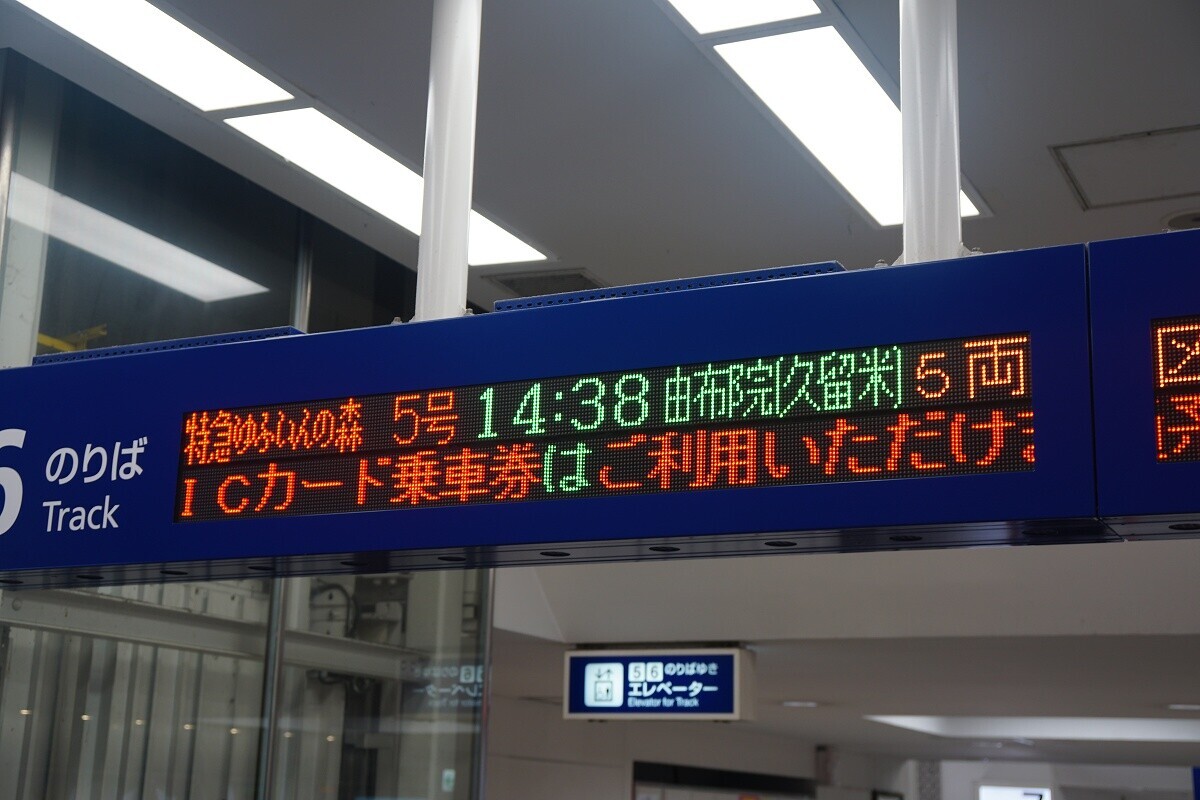 6 のりば
Track
特急ゆふいんの森 5号 14:38 由布院(久留米) 5両
ICカード乗車券はご利用いただけ
5 6 のりばゆき
エレベーター
Elevator for Track